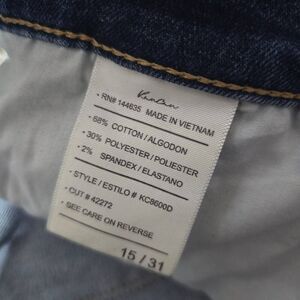 KanCan
- RN# 144635 MADE IN VIETNAM
- 68% COTTON / ALGODON
- 30% POLYESTER / POLIESTER
- 2% SPANDEX / ELASTANO
- STYLE / ESTILO # KC8600D
- CUT # 42272
- SEE CARE ON REVERSE
15 / 31